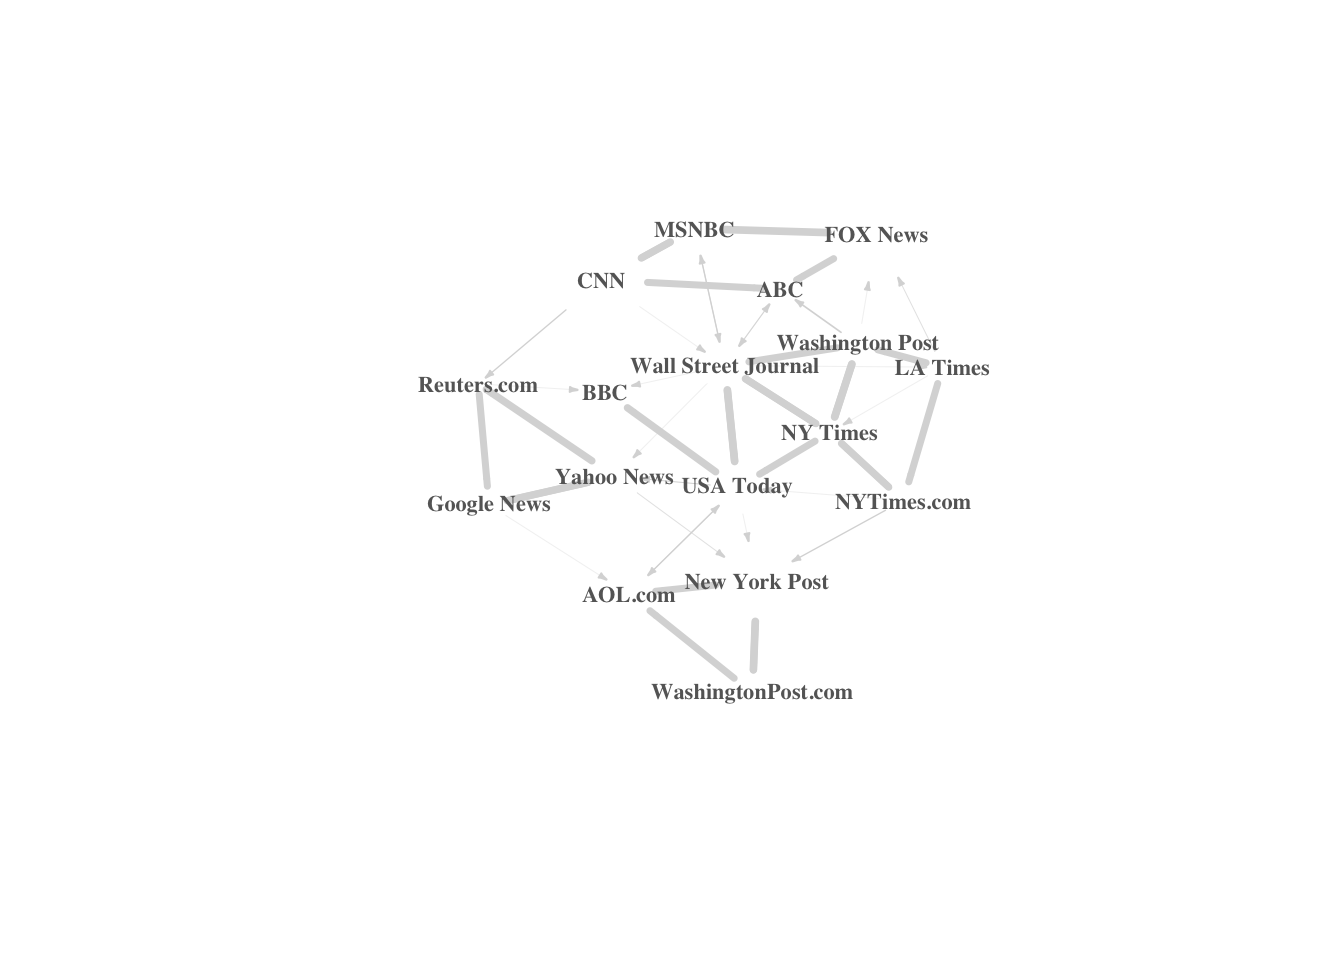 MSNBC
FOX News
CNN
ABC
Washington Post
Wall Street Journal
LA Times
Reuters.com
BBC
NY Times
Yahoo News
USA Today
Google News
NYTimes.com
New York Post
AOL.com
WashingtonPost.com